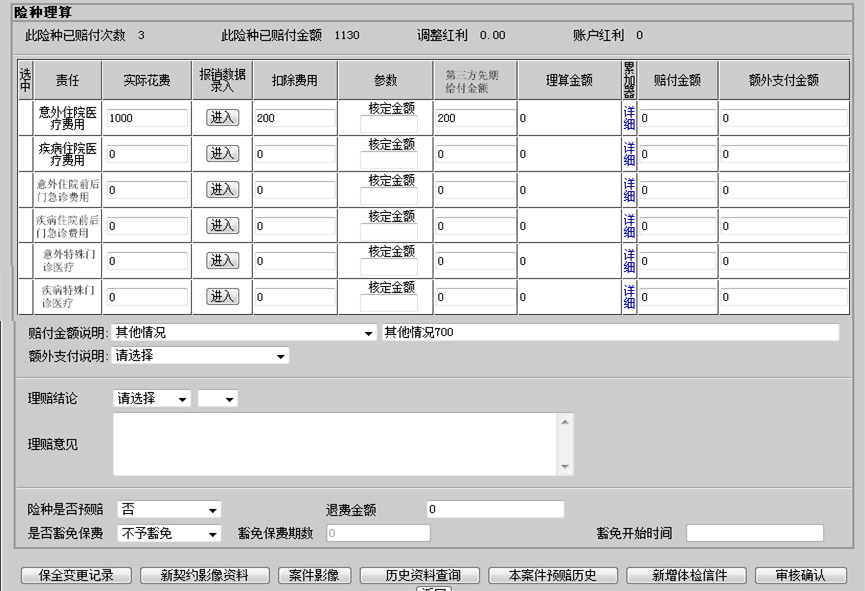 险种理算
此险种已赔付次数 3 此险种已赔付金额 1130 调整红利 0.00 账户红利 0
选中 责任 实际花费 报销数据录入 扣除费用 参数 第三方先期给付金额 理算金额 累加器 赔付金额 额外支付金额
意外住院医疗费用 1000 进入 200 核定金额 200 0 详细 0 0
疾病住院医疗费用 0 进入 0 核定金额 0 0 详细 0 0
意外住院前后门急诊费用 0 进入 0 核定金额 0 0 详细 0 0
疾病住院前后门急诊费用 0 进入 0 核定金额 0 0 详细 0 0
意外特殊门诊医疗 0 进入 0 核定金额 0 0 详细 0 0
疾病特殊门诊医疗 0 进入 0 核定金额 0 0 详细 0 0
赔付金额说明: 其他情况 其他情况700
额外支付说明: 请选择
理赔结论 请选择
理赔意见
险种是否预赔 否 退费金额 0
是否豁免保费 不予豁免 豁免保费期数 0 豁免开始时间
保全变更记录 新契约影像资料 案件影像 历史资料查询 本案件预赔历史 新增体检信件 审核确认